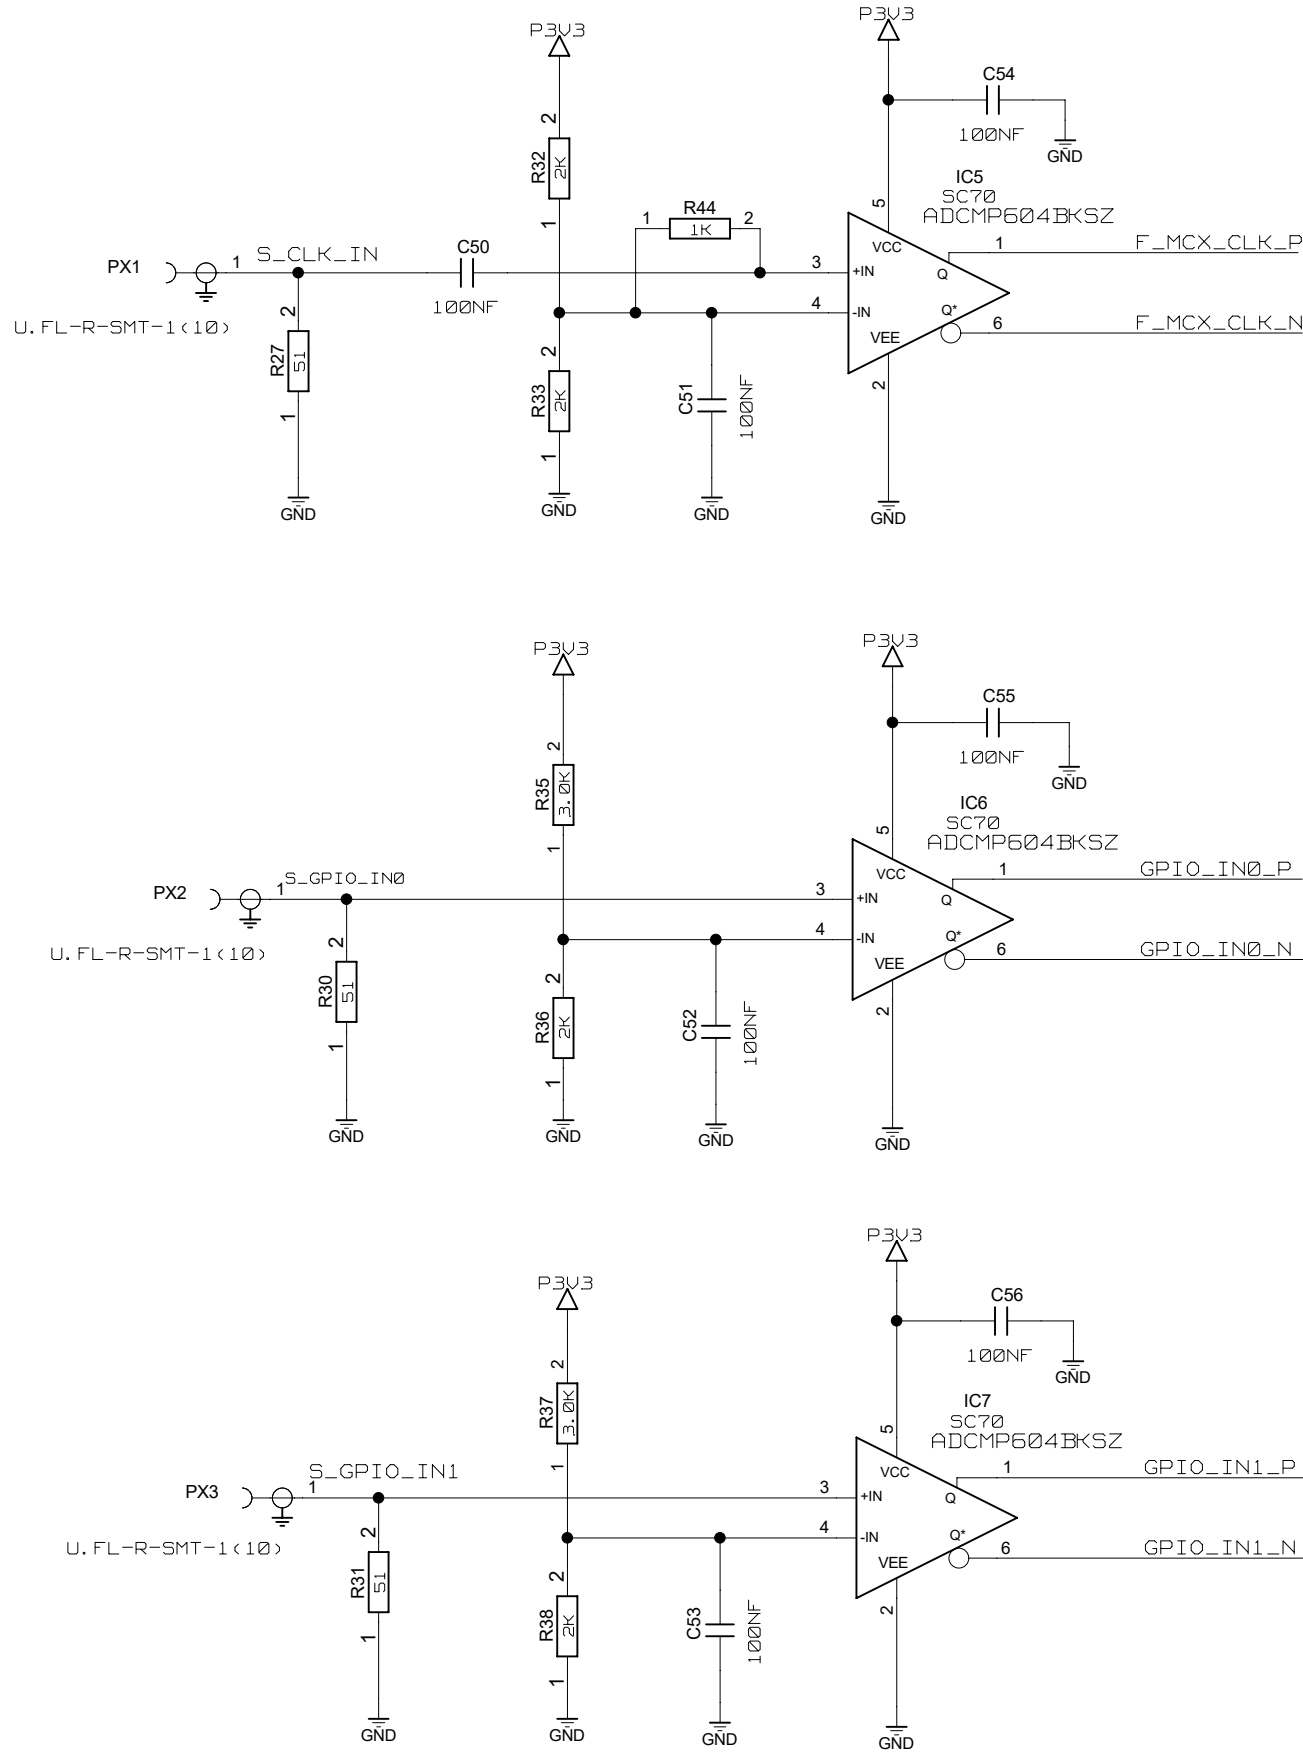 P3V3
P3V3
C54
100NF
GND
2
R32
2K
1
IC5
SC70
ADCMP604BKSZ
5
VCC
1 R44 2
1K
PX1
1
S_CLK_IN
C50
100NF
3
+IN
Q
1
F_MCX_CLK_P
4
-IN
Q*
6
F_MCX_CLK_N
VEE
2
U.FL-R-SMT-1(10)
2
R27
51
1
GND
2
R33
2K
1
GND
C51
100NF
GND
GND
P3V3
P3V3
C55
100NF
GND
2
R35
3.0K
1
IC6
SC70
ADCMP604BKSZ
5
VCC
PX2
1
S_GPIO_IN0
3
+IN
Q
1
GPIO_IN0_P
4
-IN
Q*
6
GPIO_IN0_N
VEE
2
U.FL-R-SMT-1(10)
2
R30
51
1
GND
2
R36
2K
1
GND
C52
100NF
GND
GND
P3V3
P3V3
C56
100NF
GND
2
R37
3.0K
1
IC7
SC70
ADCMP604BKSZ
5
VCC
PX3
1
S_GPIO_IN1
3
+IN
Q
1
GPIO_IN1_P
4
-IN
Q*
6
GPIO_IN1_N
VEE
2
U.FL-R-SMT-1(10)
2
R31
51
1
GND
2
R38
2K
1
GND
C53
100NF
GND
GND